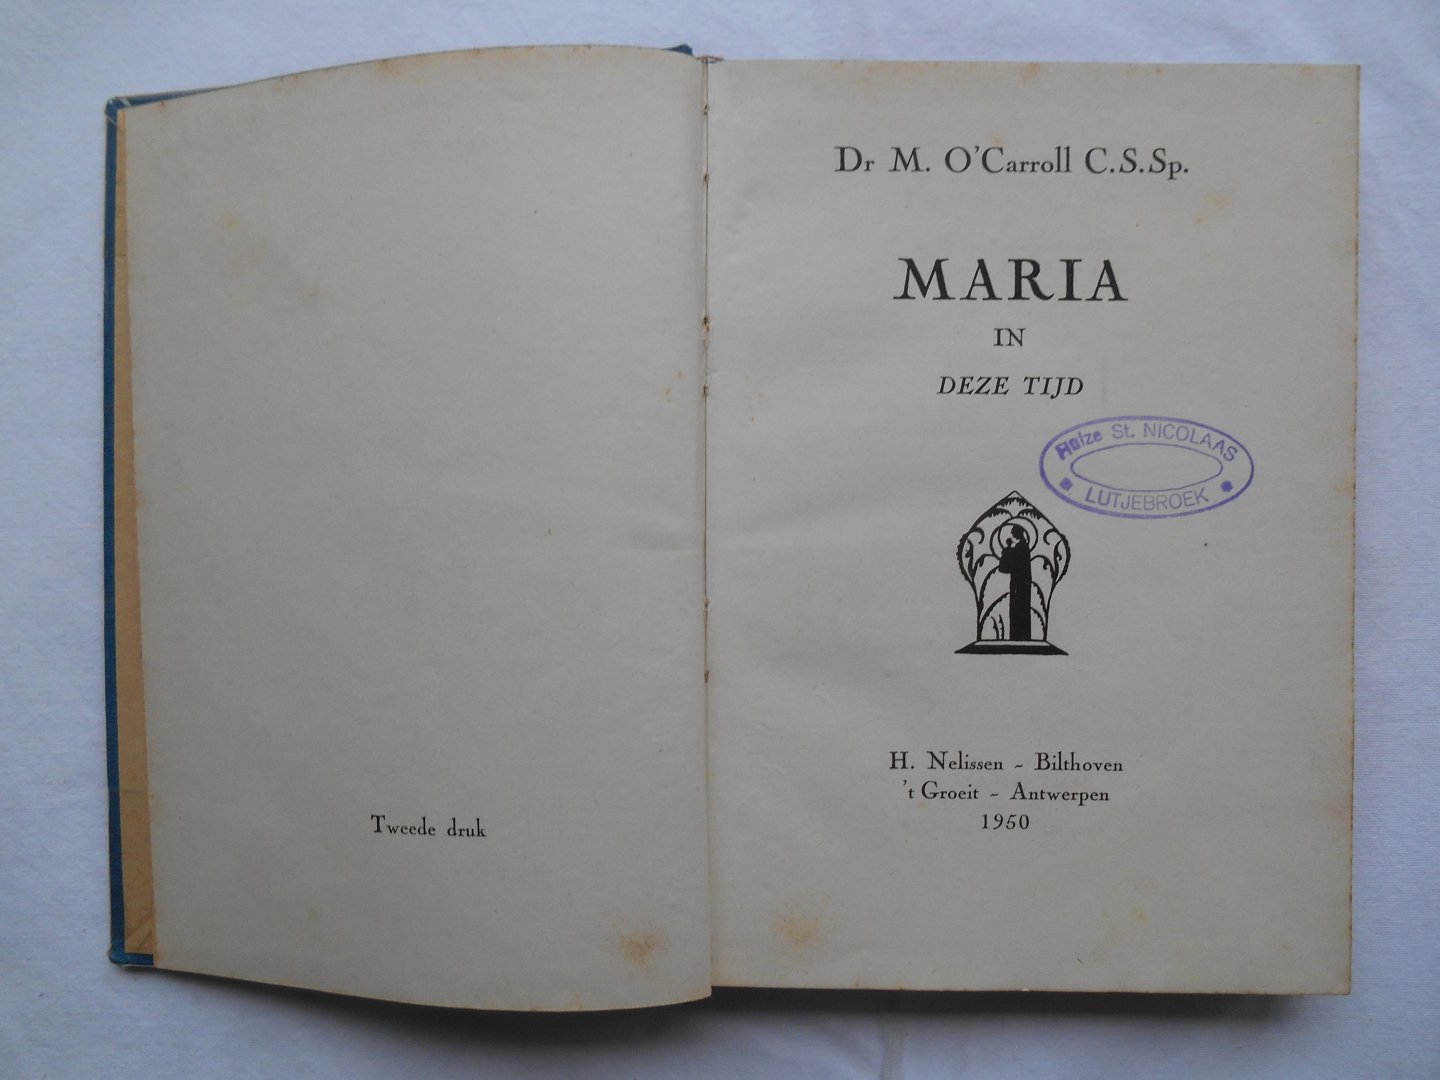 Tweede druk
Dr M. O'Carroll C.S.Sp.
MARIA
IN
DEZE TIJD
Huize St. NICOLAAS
* LUTJEBROEK *
H. Nelissen - Bilthoven
't Groeit - Antwerpen
1950